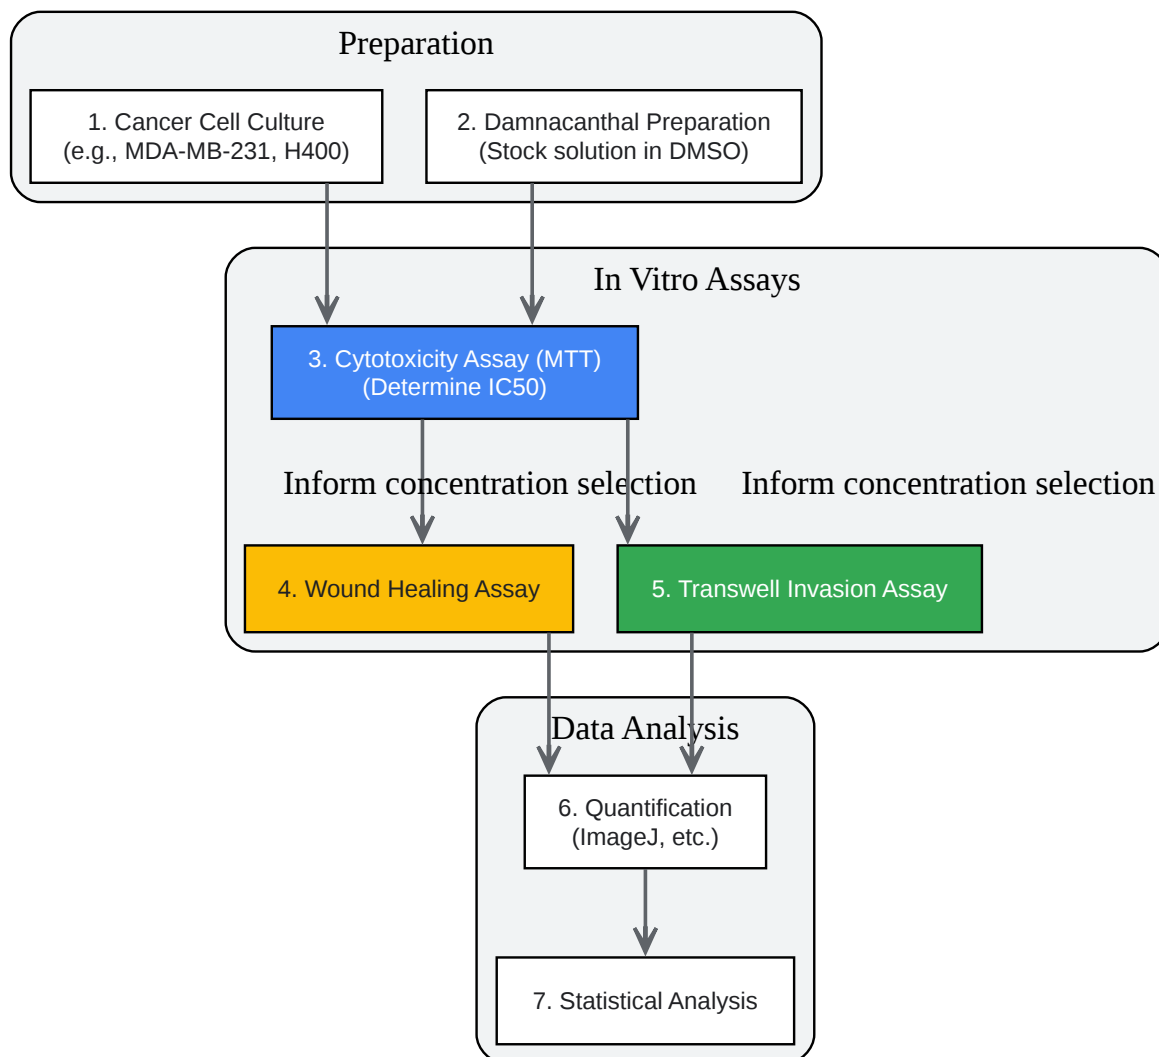 Preparation
1. Cancer Cell Culture
(e.g., MDA-MB-231, H400)
2. Damnacanthal Preparation
(Stock solution in DMSO)
In Vitro Assays
3. Cytotoxicity Assay (MTT)
(Determine IC50)
Inform concentration selection
Inform concentration selection
4. Wound Healing Assay
5. Transwell Invasion Assay
Data Analysis
6. Quantification
(ImageJ, etc.)
7. Statistical Analysis